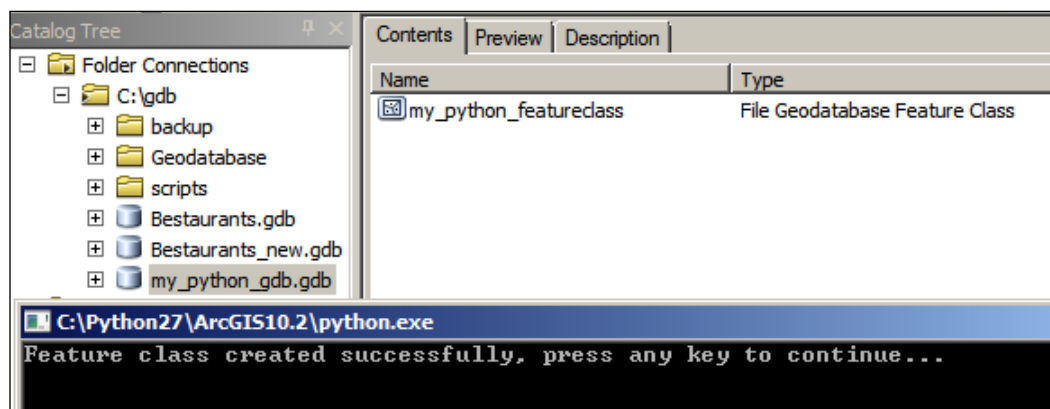 Catalog Tree
Folder Connections
C:\gdb
backup
Geodatabase
scripts
Bestaurants.gdb
Bestaurants_new.gdb
my_python_gdb.gdb
Contents Preview Description
Name Type
my_python_featureclass File Geodatabase Feature Class
C:\Python27\ArcGIS10.2\python.exe
Feature class created successfully, press any key to continue...